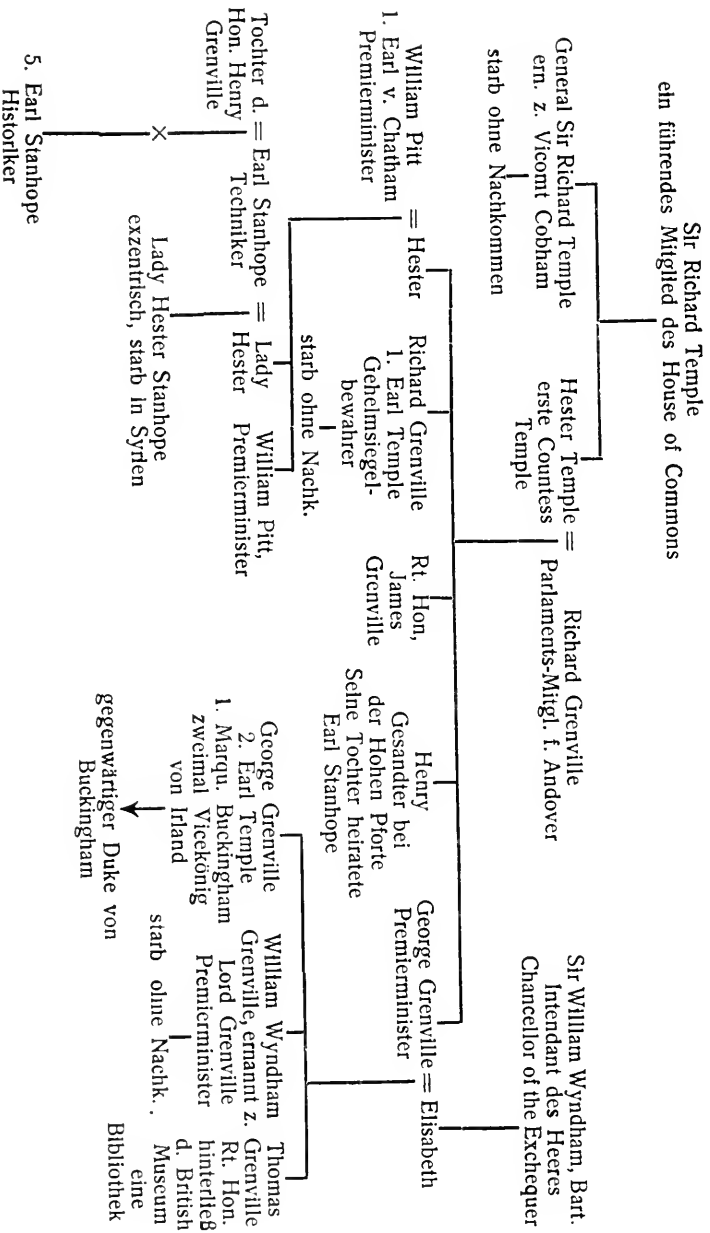 Sir Richard Temple
ein führendes Mitglied des House of Commons
General Sir Richard Temple
ern. z. Vicomt Cobham
starb ohne Nachkommen
Hester Temple =
erste Countess
Temple
Richard Grenville
Parlaments-Mitgl. f. Andover
Sir William Wyndham, Bart.
Intendant des Heeres
Chancellor of the Exchequer
William Pitt
1. Earl v. Chatham
Premierminister
= Hester
Richard Grenville
1. Earl Temple
Geheimsiegel-
bewahrer
starb ohne Nachk.
Rt. Hon,
James
Grenville
Henry
Gesandter bei
der Hohen Pforte
Seine Tochter heiratete
Earl Stanhope
George Grenville = Elisabeth
Premierminister
Tochter d. = Earl Stanhope = Lady
Hon. Henry
Grenville
Techniker
Hester
William Pitt,
Premierminister
×
5. Earl Stanhope
Historiker
Lady Hester Stanhope
exzentrisch, starb in Syrien
George Grenville
2. Earl Temple
1. Marqu. Buckingham
zweimal Vicekönig
von Irland
gegenwärtiger Duke von
Buckingham
William Wyndham
Grenville, ernannt z.
Lord Grenville
Premierminister
starb ohne Nachk. .
Thomas
Grenville
Rt. Hon.
hinterließ
d. British
Museum
eine
Bibliothek